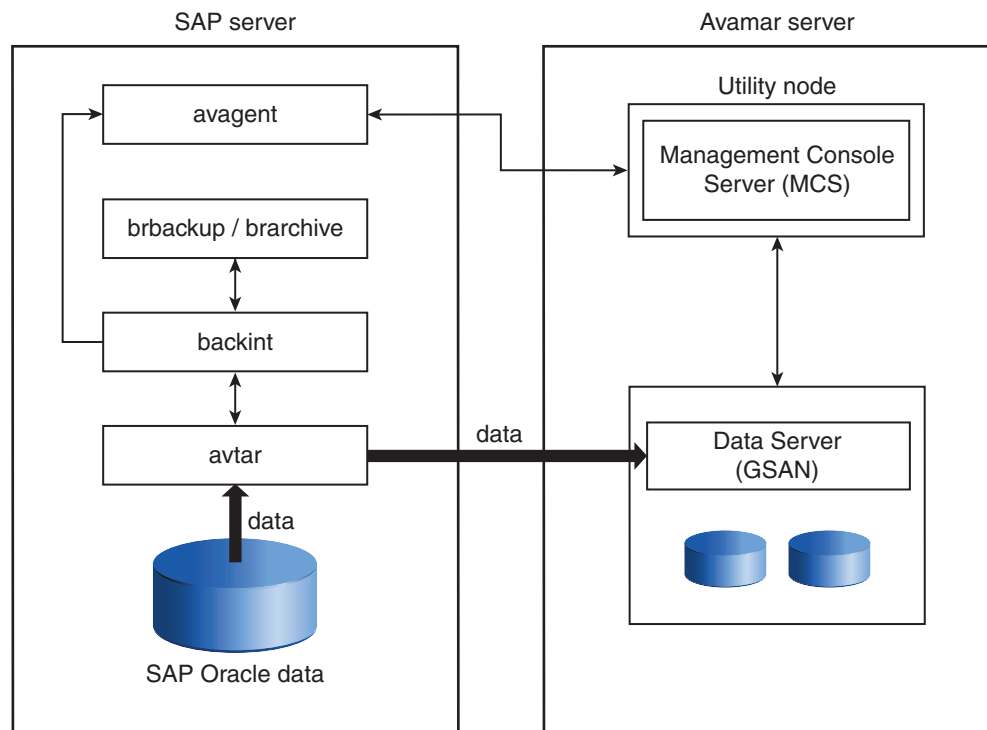 SAP server
avagent
brbackup / brarchive
backint
avtar
data
data
SAP Oracle data
Avamar server
Utility node
Management Console
Server (MCS)
Data Server
(GSAN)